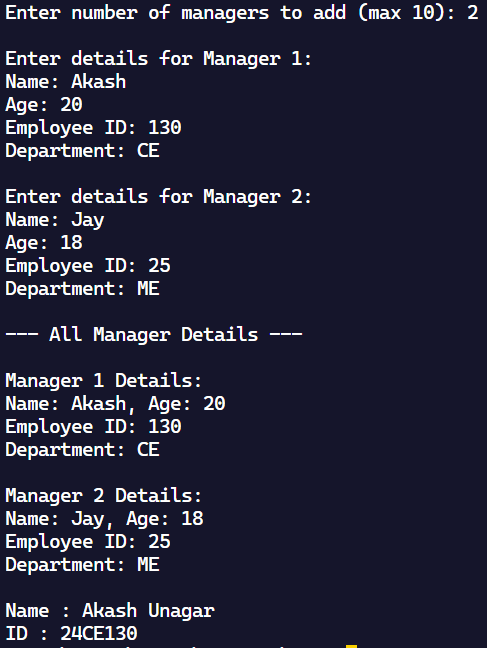 Enter number of managers to add (max 10): 2
Enter details for Manager 1:
Name: Akash
Age: 20
Employee ID: 130
Department: CE
Enter details for Manager 2:
Name: Jay
Age: 18
Employee ID: 25
Department: ME
--- All Manager Details ---
Manager 1 Details:
Name: Akash, Age: 20
Employee ID: 130
Department: CE
Manager 2 Details:
Name: Jay, Age: 18
Employee ID: 25
Department: ME
Name : Akash Unagar
ID : 24CE130